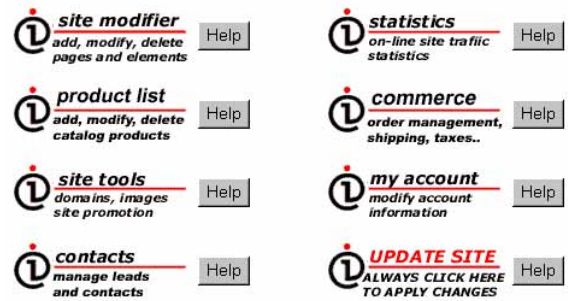 site modifier
add, modify, delete
pages and elements
Help
statistics
on-line site trafiic
statistics
Help
product list
add, modify, delete
catalog products
Help
commerce
order management,
shipping, taxes..
Help
site tools
domains, images
site promotion
Help
my account
modify account
information
Help
contacts
manage leads
and contacts
Help
UPDATE SITE
ALWAYS CLICK HERE
TO APPLY CHANGES
Help